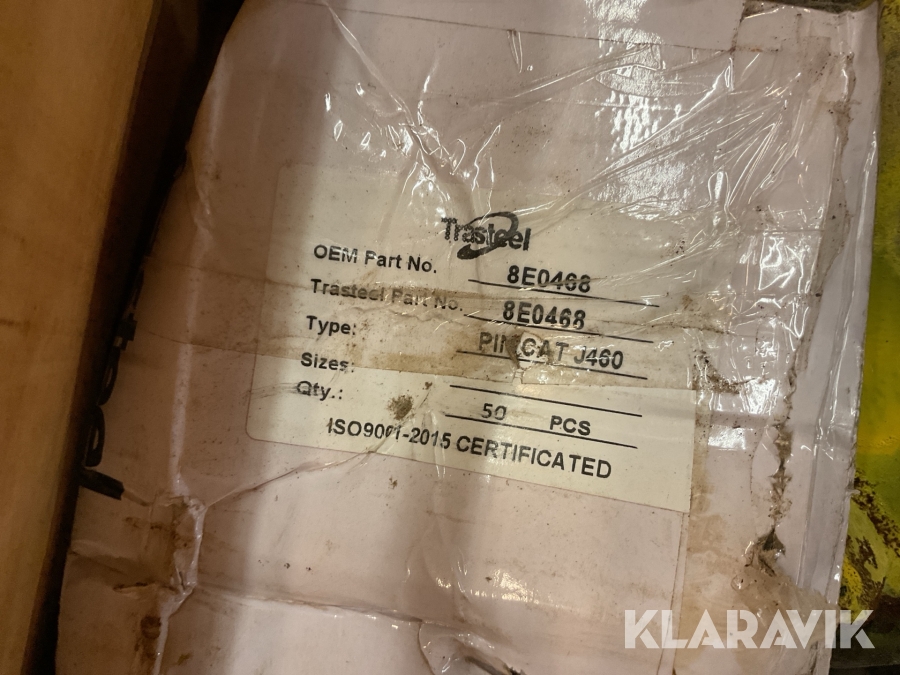 Trasteel
OEM Part No. 8E0468
Trasteel Part No. 8E0468
Type: PIN CAT J460
Sizes:
Qty.: 50 PCS
ISO9001-2015 CERTIFICATED
KLARAVIK